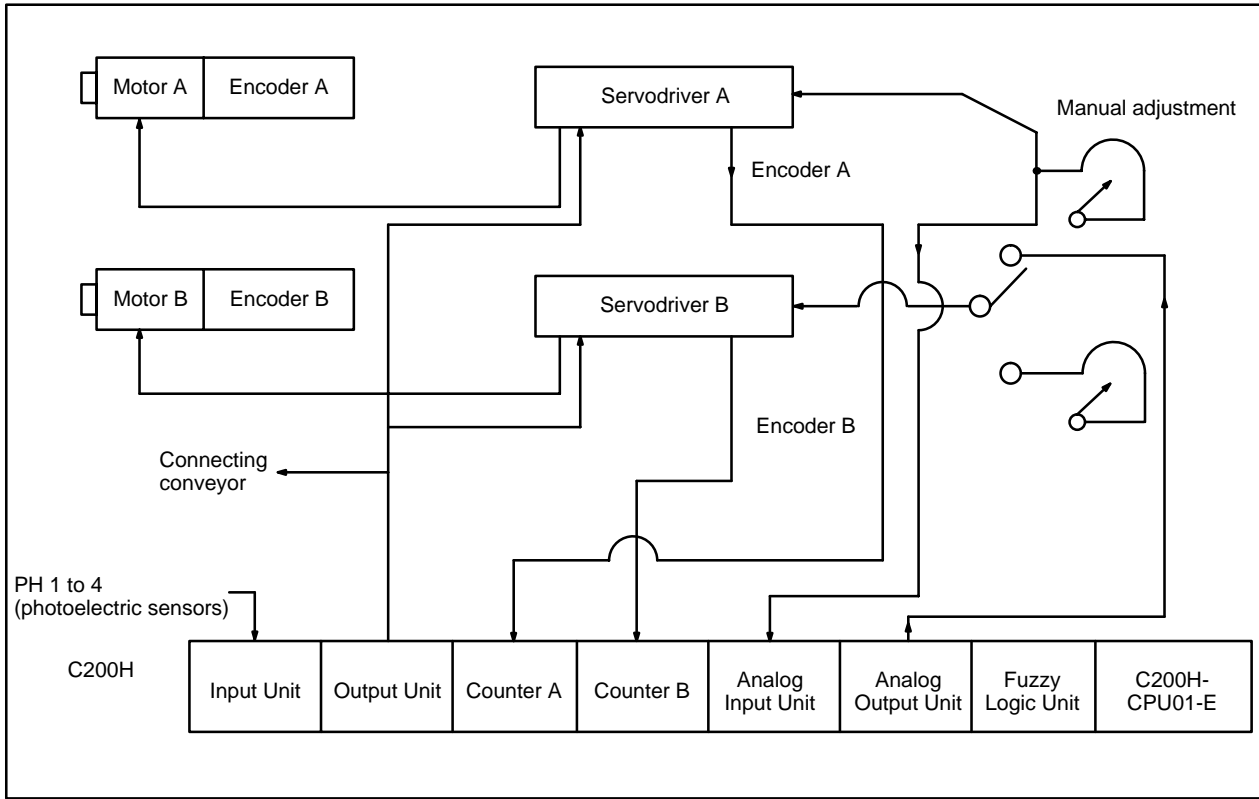 Motor A
Encoder A
Servodriver A
Manual adjustment
Encoder A
Motor B
Encoder B
Servodriver B
Encoder B
Connecting
conveyor
PH 1 to 4
(photoelectric sensors)
C200H
Input Unit
Output Unit
Counter A
Counter B
Analog
Input Unit
Analog
Output Unit
Fuzzy
Logic Unit
C200H-
CPU01-E